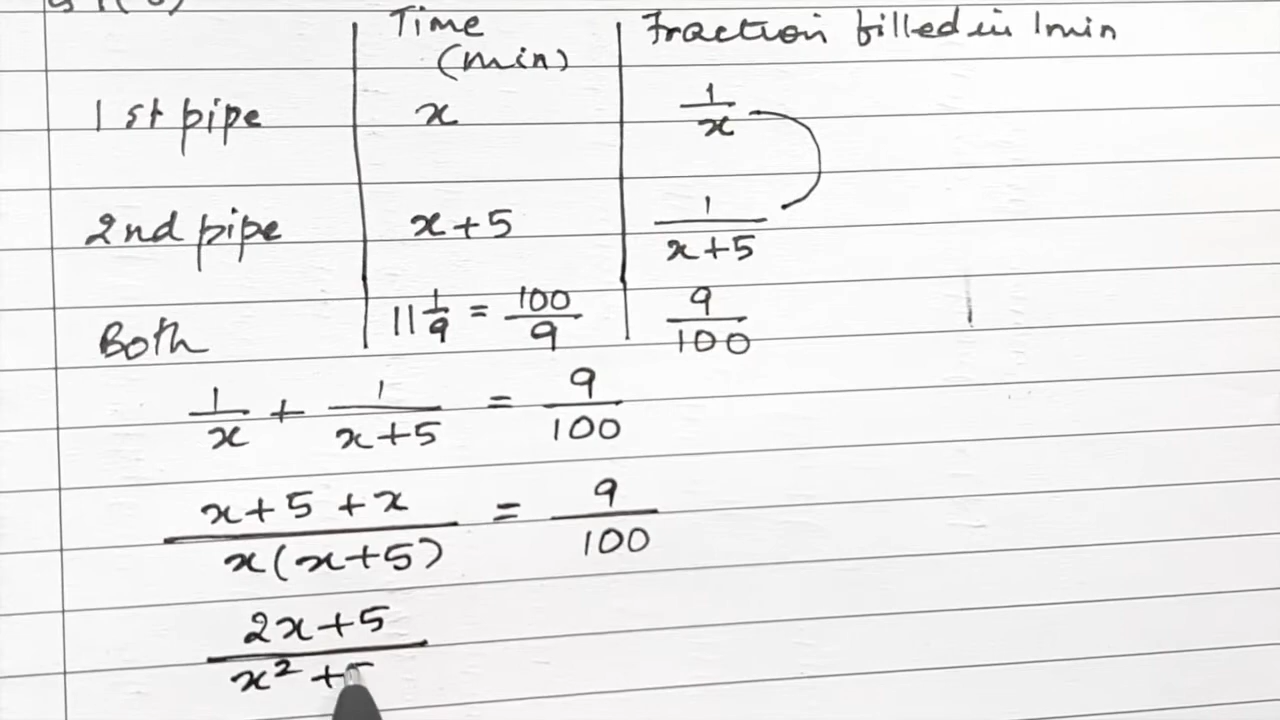 Time Fraction filled in 1min
(min)
1st pipe x 1/x
2nd pipe x+5 1/(x+5)
Both 11 1/9 = 100/9 9/100
1/x + 1/(x+5) = 9/100
(x+5+x)/(x(x+5)) = 9/100
(2x+5)/(x²+5